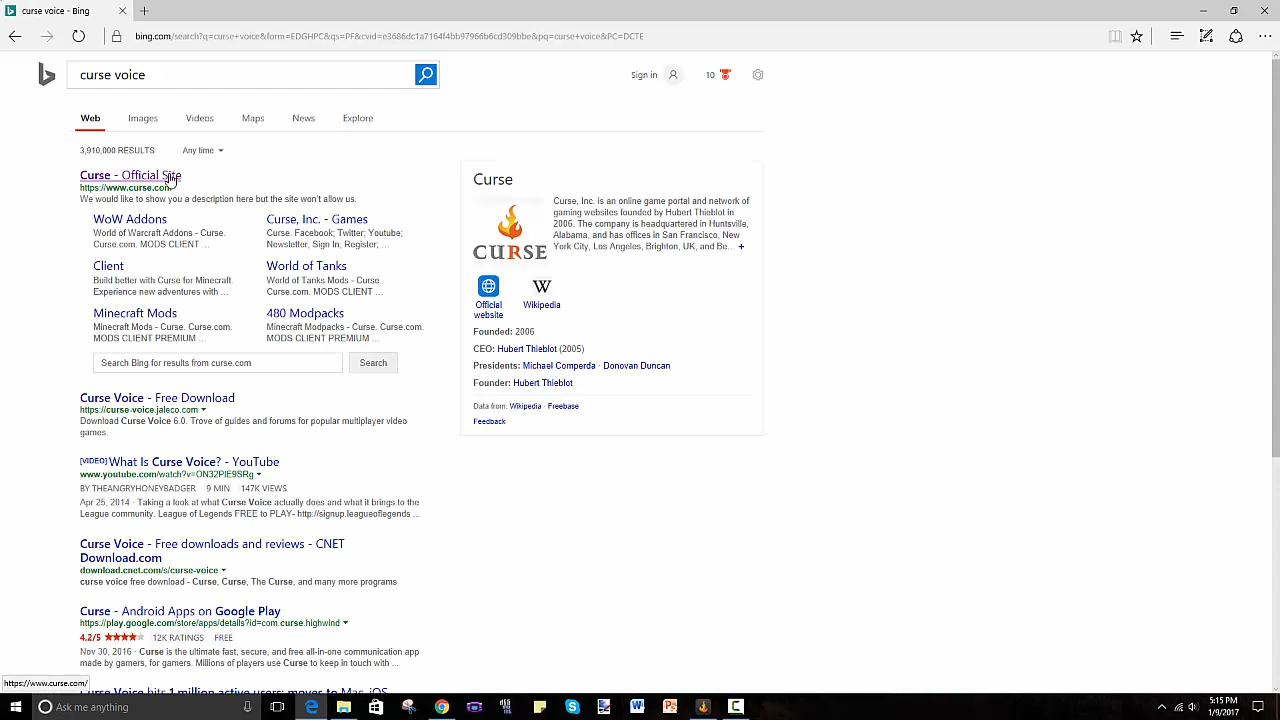 curse voice - Bing
bing.com/search?q=curse+voice&form=EDGHPC&qs=PF&cvid=e3686dc1a7164f4bb97966b6cd309bbe&pq=curse+voice&PC=DCTE
curse voice
Sign in
10
Web Images Videos Maps News Explore
3,910,000 RESULTS Any time
Curse - Official Site
https://www.curse.com
We would like to show you a description here but the site won't allow us.
WoW Addons
World of Warcraft Addons - Curse.
Curse.com. MODS CLIENT ...
Curse, Inc. - Games
Curse. Facebook; Twitter; Youtube;
Newsletter; Sign In; Register; ...
Client
Build better with Curse for Minecraft.
Experience new adventures with ...
World of Tanks
World of Tanks Mods - Curse.
Curse.com. MODS CLIENT ...
Minecraft Mods
Minecraft Mods - Curse. Curse.com.
MODS CLIENT PREMIUM ...
480 Modpacks
Minecraft Modpacks - Curse. Curse.com.
MODS CLIENT PREMIUM ...
Search Bing for results from curse.com
Search
Curse Voice - Free Download
https://curse-voice.jaleco.com
Download Curse Voice 6.0. Trove of guides and forums for popular multiplayer video
games.
[VIDEO] What Is Curse Voice? - YouTube
www.youtube.com/watch?v=ON32PIE9SRg
BY THEANGRYHONEYBADGER 9 MIN 147K VIEWS
Apr 25, 2014 · Taking a look at what Curse Voice actually does and what it brings to the
League community. League of Legends FREE to PLAY- http://signup.leagueoflegends ...
Curse Voice - Free downloads and reviews - CNET
Download.com
download.cnet.com/s/curse-voice
curse voice free download - Curse, Curse, The Curse, and many more programs
Curse - Android Apps on Google Play
https://play.google.com/store/apps/details?id=com.curse.highwind
4.2/5 12K RATINGS FREE
Nov 30, 2016 · Curse is the ultimate fast, secure, and free all-in-one communication app
made by gamers, for gamers. Millions of players use Curse to keep in touch with ...
Curse Voice hits 1 million active users; moves to Mac, iOS
Curse
CURSE
Curse, Inc. is an online game portal and network of
gaming websites founded by Hubert Thieblot in
2006. The company is headquartered in Huntsville,
Alabama, and has offices in San Francisco, New
York City, Los Angeles, Brighton, UK, and Be... +
Official
website
W
Wikipedia
Founded: 2006
CEO: Hubert Thieblot (2005)
Presidents: Michael Comperda · Donovan Duncan
Founder: Hubert Thieblot
Data from: Wikipedia · Freebase
Feedback
https://www.curse.com/
Ask me anything
5:15 PM
1/9/2017